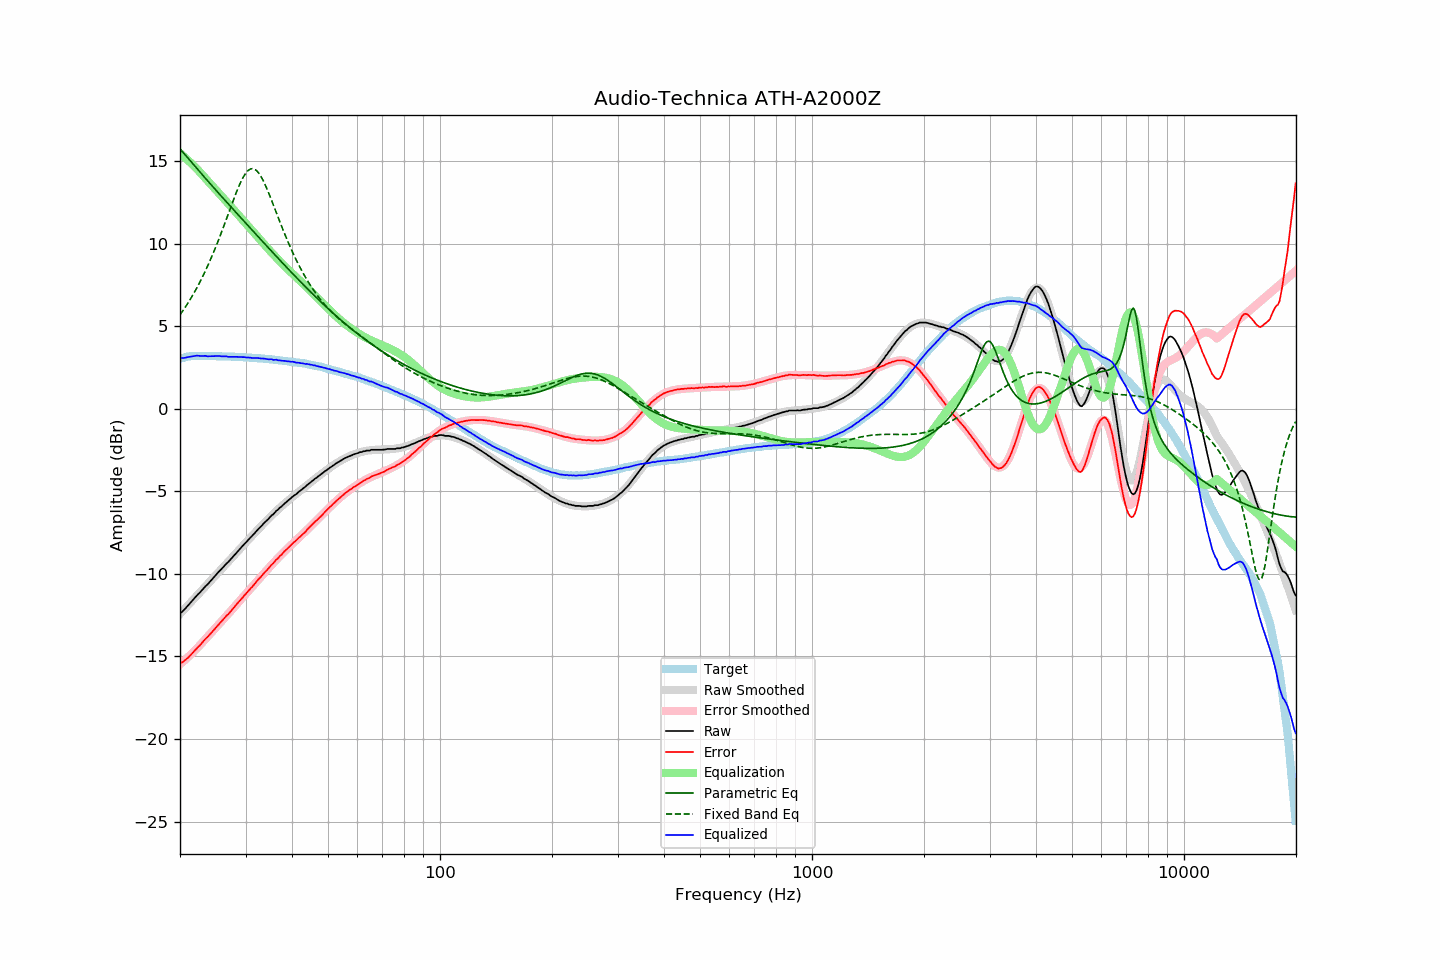 Audio-Technica ATH-A2000Z
Amplitude (dBr)
15
10
5
0
−5
−10
−15
−20
−25
Target
Raw Smoothed
Error Smoothed
Raw
Error
Equalization
Parametric Eq
Fixed Band Eq
Equalized
100
1000
10000
Frequency (Hz)